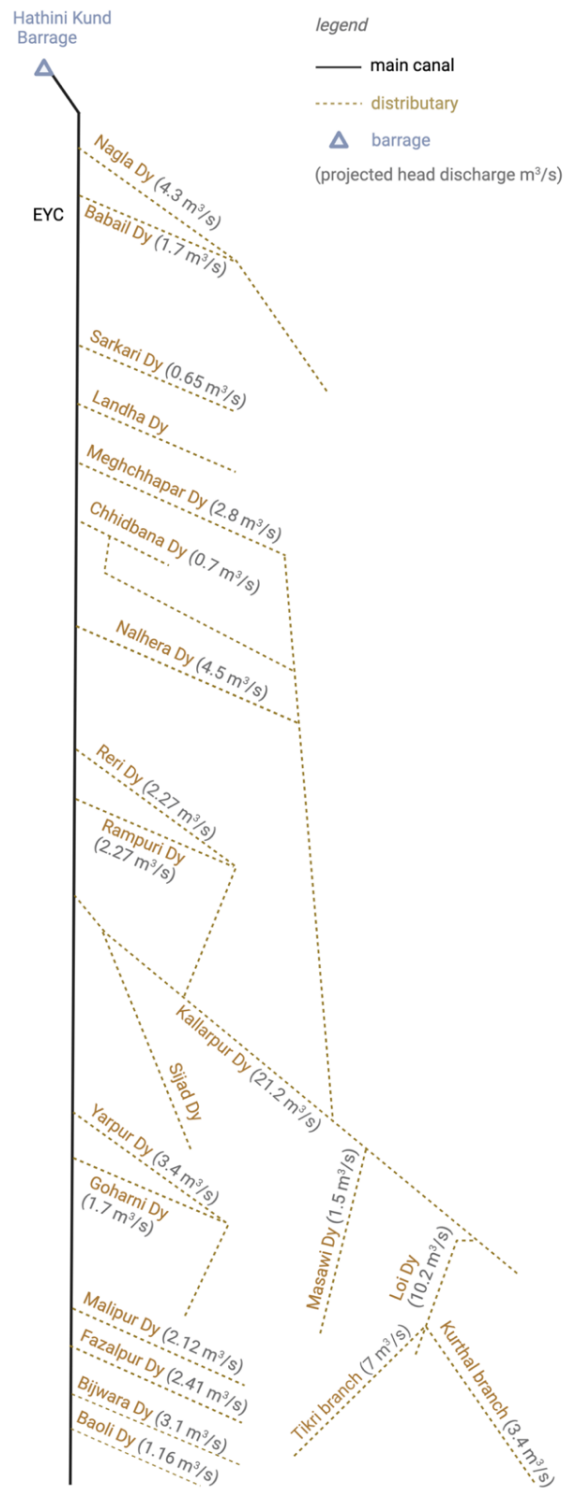 Hathini Kund
Barrage
legend
main canal
distributary
barrage
(projected head discharge m³/s)
EYC
Nagla Dy (4.3 m³/s)
Babail Dy (1.7 m³/s)
Sarkari Dy (0.65 m³/s)
Landha Dy
Meghchhapar Dy (2.8 m³/s)
Chhidbana Dy (0.7 m³/s)
Nalhera Dy (4.5 m³/s)
Reri Dy (2.27 m³/s)
Rampuri Dy
(2.27 m³/s)
Kallarpur Dy (21.2 m³/s)
Sijad Dy
Yarpur Dy (3.4 m³/s)
Goharni Dy
(1.7 m³/s)
Masawi Dy (1.5 m³/s)
Loi Dy
(10.2 m³/s)
Tikri branch (7 m³/s)
Kurthal branch (3.4 m³/s)
Malipur Dy (2.12 m³/s)
Fazalpur Dy (2.41 m³/s)
Bijwara Dy (3.1 m³/s)
Baoli Dy (1.16 m³/s)